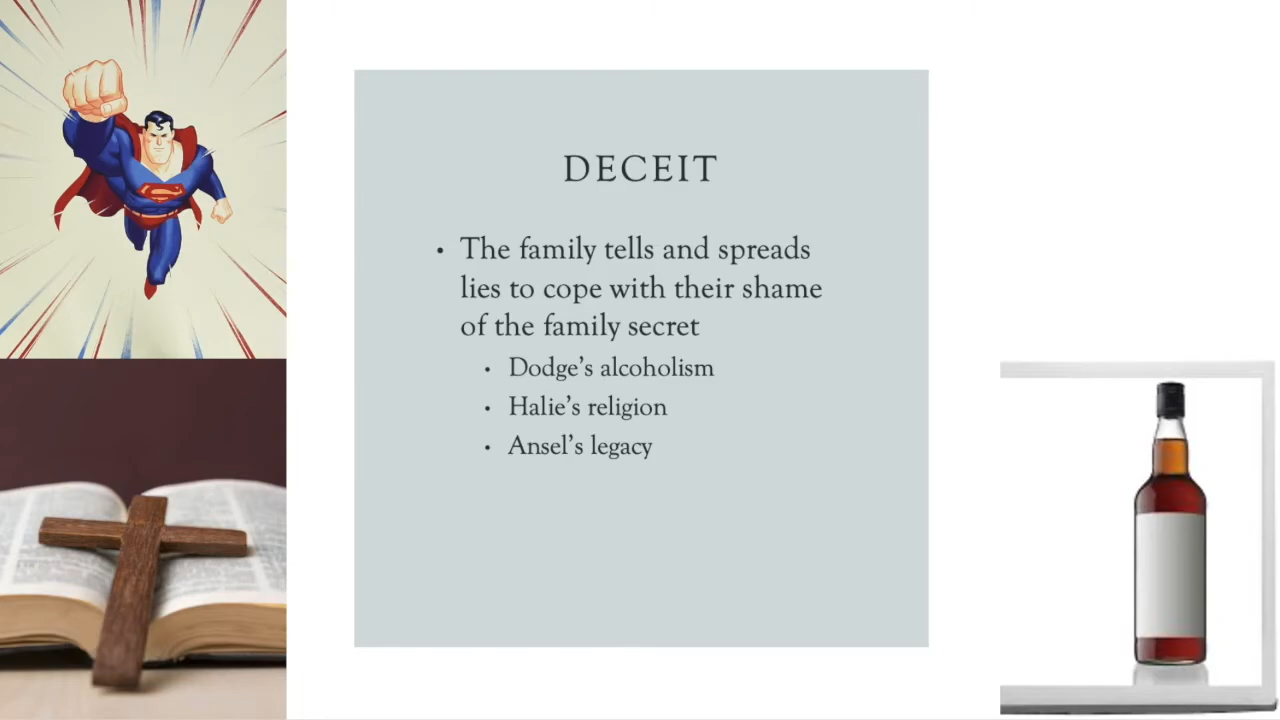 DECEIT
• The family tells and spreads
lies to cope with their shame
of the family secret
• Dodge’s alcoholism
• Halie’s religion
• Ansel’s legacy